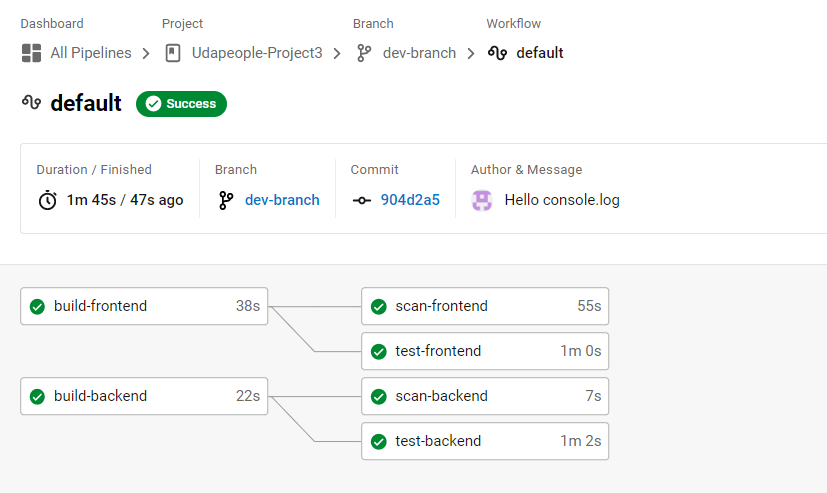 Dashboard Project Branch Workflow
All Pipelines Udapeople-Project3 dev-branch default
default Success
Duration / Finished Branch Commit Author & Message
1m 45s / 47s ago dev-branch 904d2a5 Hello console.log
build-frontend 38s scan-frontend 55s
test-frontend 1m 0s
build-backend 22s scan-backend 7s
test-backend 1m 2s